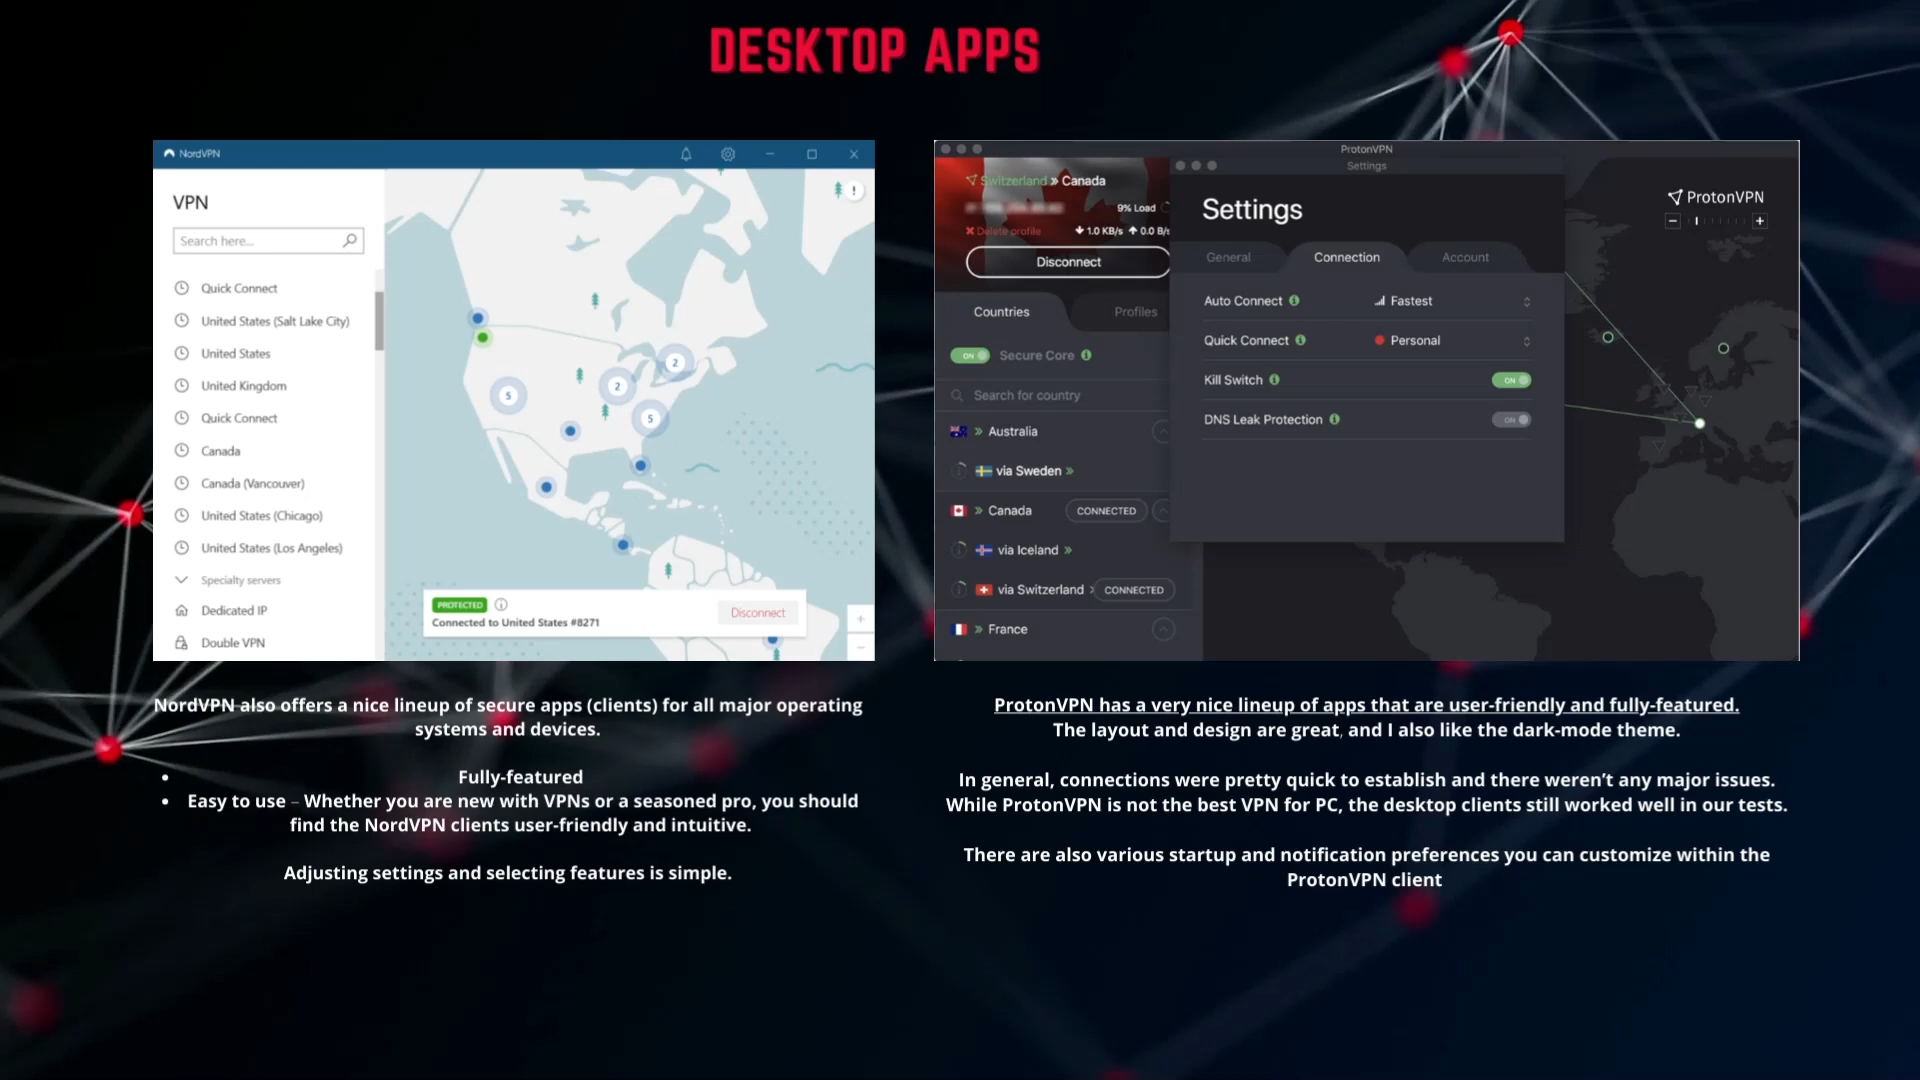 DESKTOP APPS
NordVPN
VPN
Search here...
Quick Connect
United States (Salt Lake City)
United States
United Kingdom
Quick Connect
Canada
Canada (Vancouver)
United States (Chicago)
United States (Los Angeles)
Specialty servers
Dedicated IP
Double VPN
5
2
2
5
PROTECTED
Connected to United States #8271
Disconnect
ProtonVPN
Settings
Switzerland » Canada
9% Load
Delete profile
1.0 KB/s 0.0 B/s
Disconnect
Countries Profiles
ON Secure Core
Search for country
» Australia
via Sweden »
» Canada CONNECTED
via Iceland »
via Switzerland CONNECTED
» France
Settings
General Connection Account
Auto Connect Fastest
Quick Connect Personal
Kill Switch ON
DNS Leak Protection ON
ProtonVPN
NordVPN also offers a nice lineup of secure apps (clients) for all major operating
systems and devices.
• Fully-featured
• Easy to use – Whether you are new with VPNs or a seasoned pro, you should
find the NordVPN clients user-friendly and intuitive.
Adjusting settings and selecting features is simple.
ProtonVPN has a very nice lineup of apps that are user-friendly and fully-featured.
The layout and design are great, and I also like the dark-mode theme.
In general, connections were pretty quick to establish and there weren’t any major issues.
While ProtonVPN is not the best VPN for PC, the desktop clients still worked well in our tests.
There are also various startup and notification preferences you can customize within the
ProtonVPN client